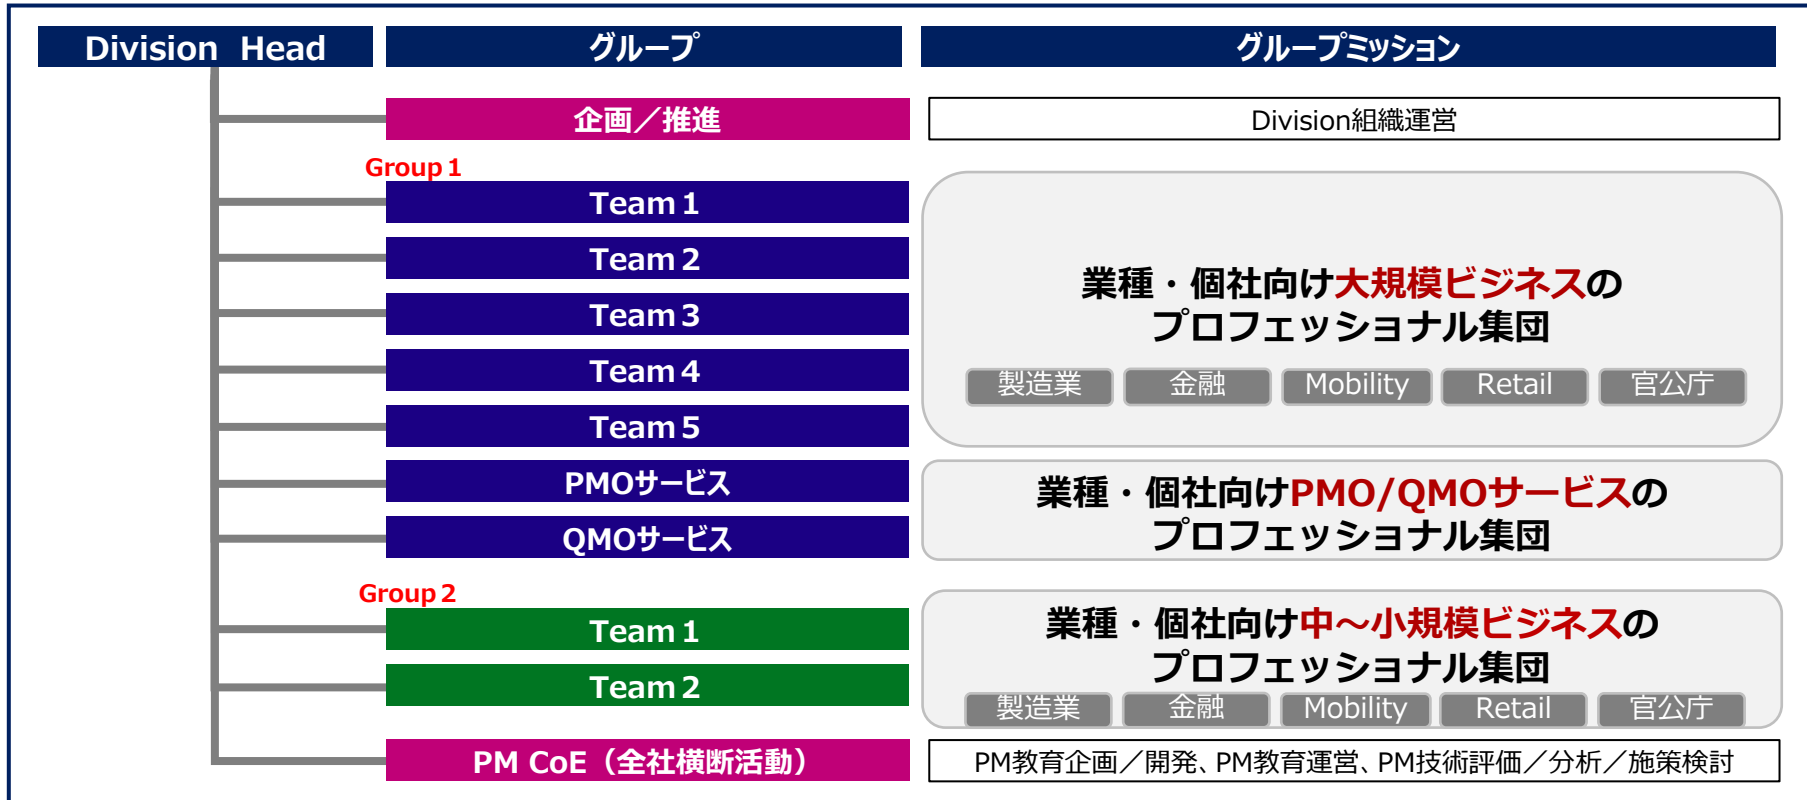 Division Head
グループ
グループミッション
企画／推進
Division組織運営
Group 1
Team 1
Team 2
Team 3
Team 4
Team 5
業種・個社向け大規模ビジネスの
プロフェッショナル集団
製造業
金融
Mobility
Retail
官公庁
PMOサービス
QMOサービス
業種・個社向けPMO/QMOサービスの
プロフェッショナル集団
Group 2
Team 1
Team 2
業種・個社向け中～小規模ビジネスの
プロフェッショナル集団
製造業
金融
Mobility
Retail
官公庁
PM CoE（全社横断活動）
PM教育企画／開発、PM教育運営、PM技術評価／分析／施策検討